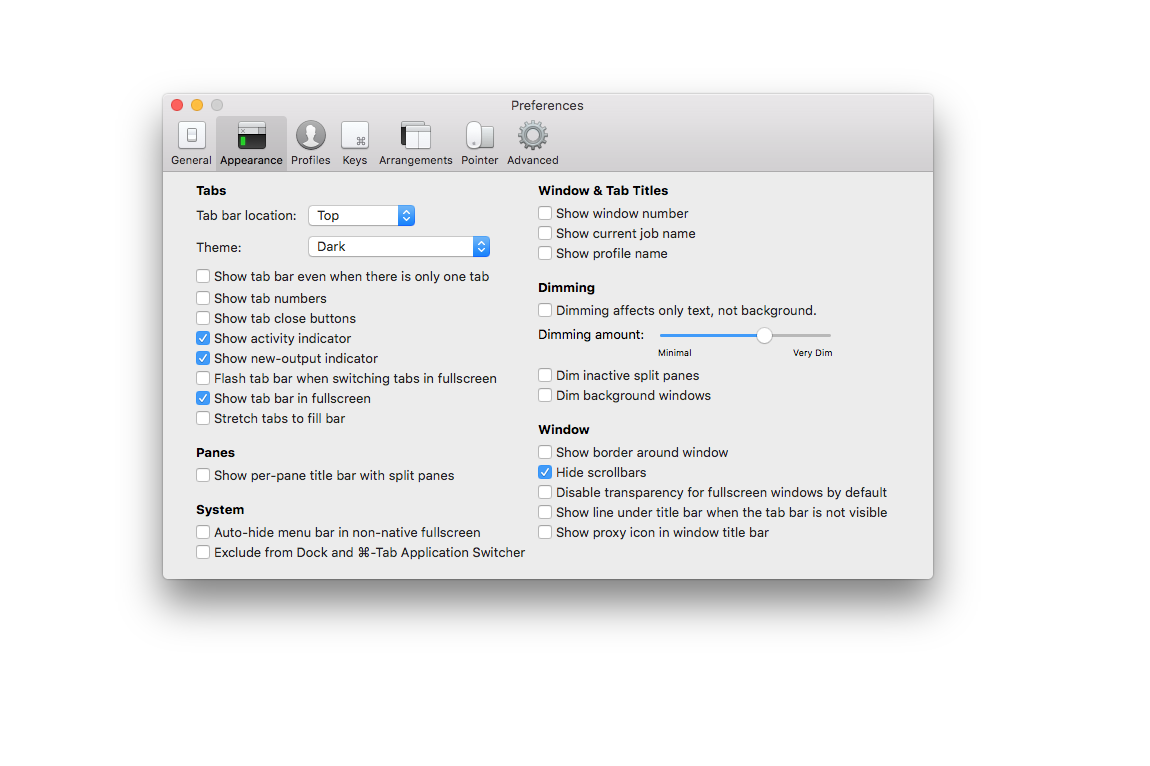 Preferences
General Appearance Profiles Keys Arrangements Pointer Advanced
Tabs
Tab bar location: Top
Theme: Dark
Show tab bar even when there is only one tab
Show tab numbers
Show tab close buttons
Show activity indicator
Show new-output indicator
Flash tab bar when switching tabs in fullscreen
Show tab bar in fullscreen
Stretch tabs to fill bar
Panes
Show per-pane title bar with split panes
System
Auto-hide menu bar in non-native fullscreen
Exclude from Dock and ⌘-Tab Application Switcher
Window & Tab Titles
Show window number
Show current job name
Show profile name
Dimming
Dimming affects only text, not background.
Dimming amount:
Minimal Very Dim
Dim inactive split panes
Dim background windows
Window
Show border around window
Hide scrollbars
Disable transparency for fullscreen windows by default
Show line under title bar when the tab bar is not visible
Show proxy icon in window title bar